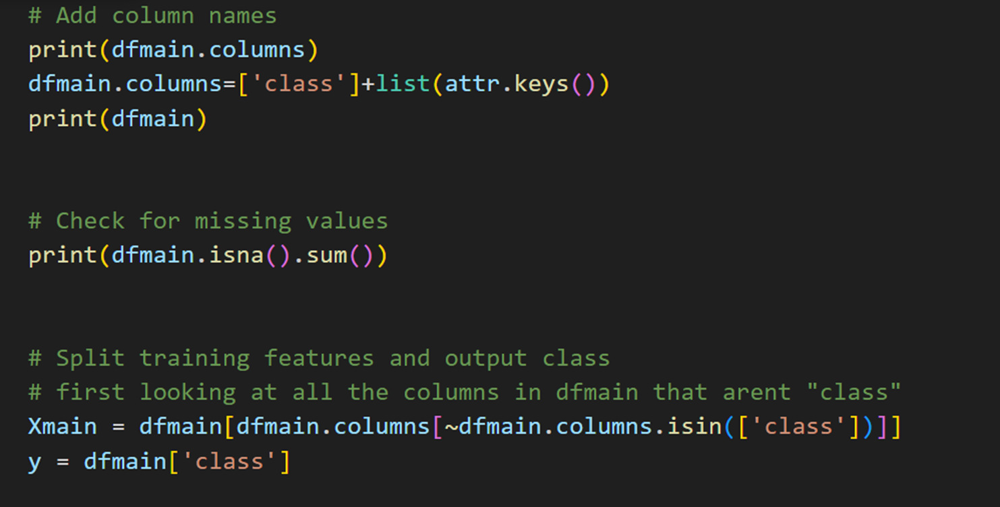 # Add column names
print(dfmain.columns)
dfmain.columns=['class']+list(attr.keys())
print(dfmain)
# Check for missing values
print(dfmain.isna().sum())
# Split training features and output class
# first looking at all the columns in dfmain that arent "class"
Xmain = dfmain[dfmain.columns[~dfmain.columns.isin(['class'])]]
y = dfmain['class']